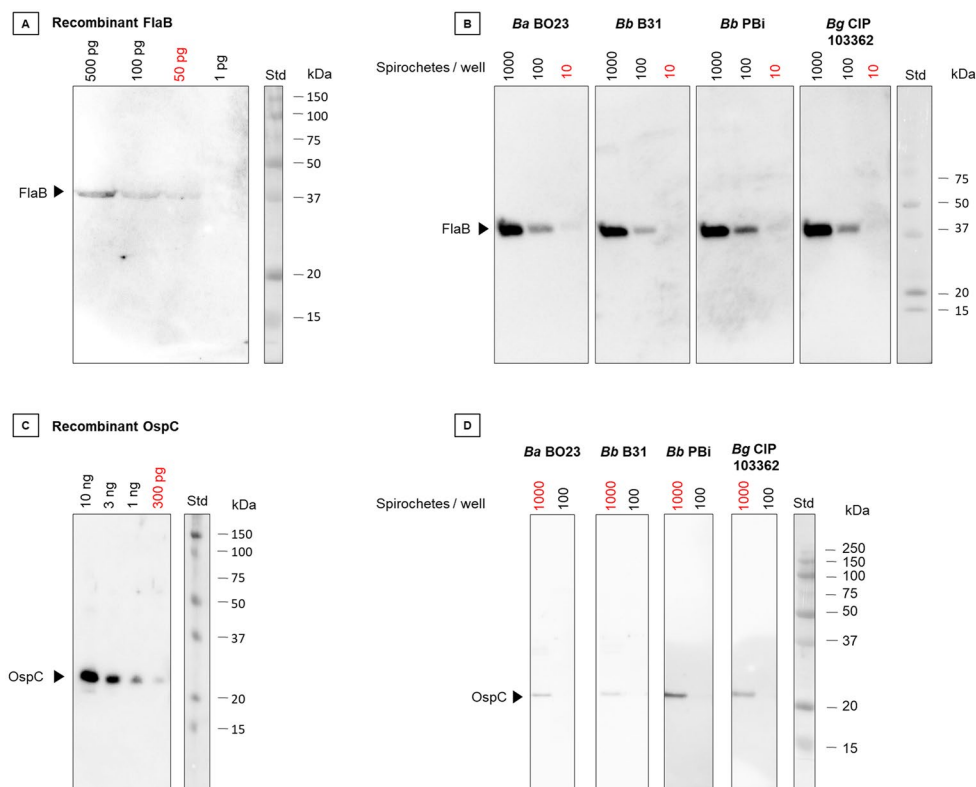 A Recombinant FlaB
500 pg 100 pg 50 pg 1 pg Std kDa
150
100
75
50
37
20
15
FlaB
B Ba BO23 Bb B31 Bb PBi Bg CIP 103362
Spirochetes / well 1000 100 10 1000 100 10 1000 100 10 1000 100 10 Std kDa
75
50
37
20
15
FlaB
C Recombinant OspC
10 ng 3 ng 1 ng 300 pg Std kDa
150
100
75
50
37
20
15
OspC
D Ba BO23 Bb B31 Bb PBi Bg CIP 103362
Spirochetes / well 1000 100 1000 100 1000 100 1000 100 Std kDa
250
150
100
75
50
37
20
15
OspC